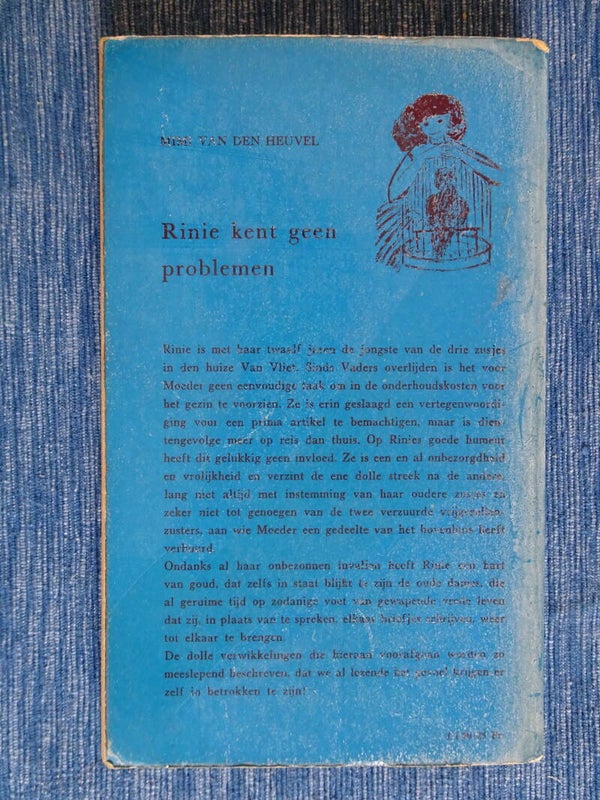 MIEP VAN DEN HEUVEL
Rinie kent geen
problemen
Rinie is met haar twaalf jaren de jongste van de drie zusjes
in den huize Van Vliet. Sinds Vaders overlijden is het voor
Moeder geen eenvoudige taak om in de onderhoudskosten voor
het gezin te voorzien. Ze is erin geslaagd een vertegenwoordi-
ging voor een prima artikel te bemachtigen, maar is dien-
tengevolge meer op reis dan thuis. Op Rinies goede humeur
heeft dit gelukkig geen invloed. Ze is een en al onbezorgdheid
en vrolijkheid en verzint de ene dolle streek na de andere,
lang niet altijd met instemming van haar oudere zusjes en
zeker niet tot genoegen van de twee verzuurde
zusters, aan wie Moeder een gedeelte van het bovenhuis heeft
verhuurd.
Ondanks al haar onbezonnen invallen heeft Rinie een hart
van goud, dat zelfs in staat blijkt te zijn de oude dames, die
al geruime tijd op zodanige voet van gewapende vrede leven
dat zij, in plaats van te spreken, elkaar briefjes schrijven, weer
tot elkaar te brengen.
De dolle verwikkelingen die hieraan voorafgaan worden zo
meeslepend beschreven, dat we al lezende het gevoel krijgen er
zelf in betrokken te zijn!